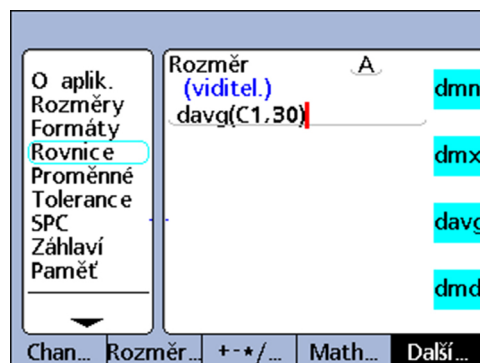 O aplik.
Rozměry
Formáty
Rovnice
Proměnné
Tolerance
SPC
Záhlaví
Paměť
Rozměr A
(viditel.)
davg(C1,30)
dmn
dmx
davg
dmd
Chan... Rozměr... +-*/... Math... Další...